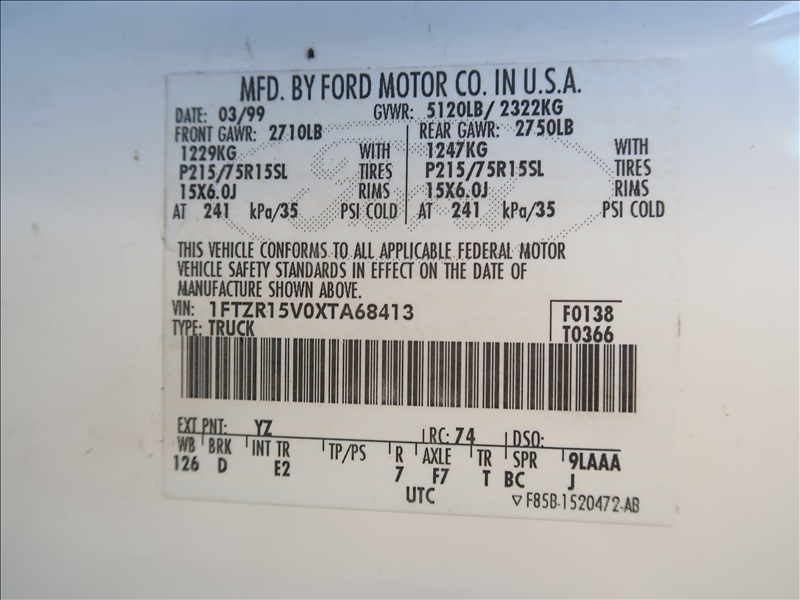 MFD. BY FORD MOTOR CO. IN U.S.A.
DATE: 03/99 GVWR: 5120LB/ 2322KG
FRONT GAWR: 2710LB REAR GAWR: 2750LB
1229KG WITH 1247KG WITH
P215/75R15SL TIRES P215/75R15SL TIRES
15X6.0J RIMS 15X6.0J RIMS
AT 241 kPa/35 PSI COLD AT 241 kPa/35 PSI COLD
THIS VEHICLE CONFORMS TO ALL APPLICABLE FEDERAL MOTOR
VEHICLE SAFETY STANDARDS IN EFFECT ON THE DATE OF
MANUFACTURE SHOWN ABOVE.
VIN: 1FTZR15V0XTA68413 F0138
TYPE: TRUCK T0366
EXT PNT: YZ RC: 74 DSO:
WB BRK INT TR TP/PS R AXLE TR SPR 9LAAA
126 D E2 7 F7 T BC J
UTC ▽F85B-1520472-AB